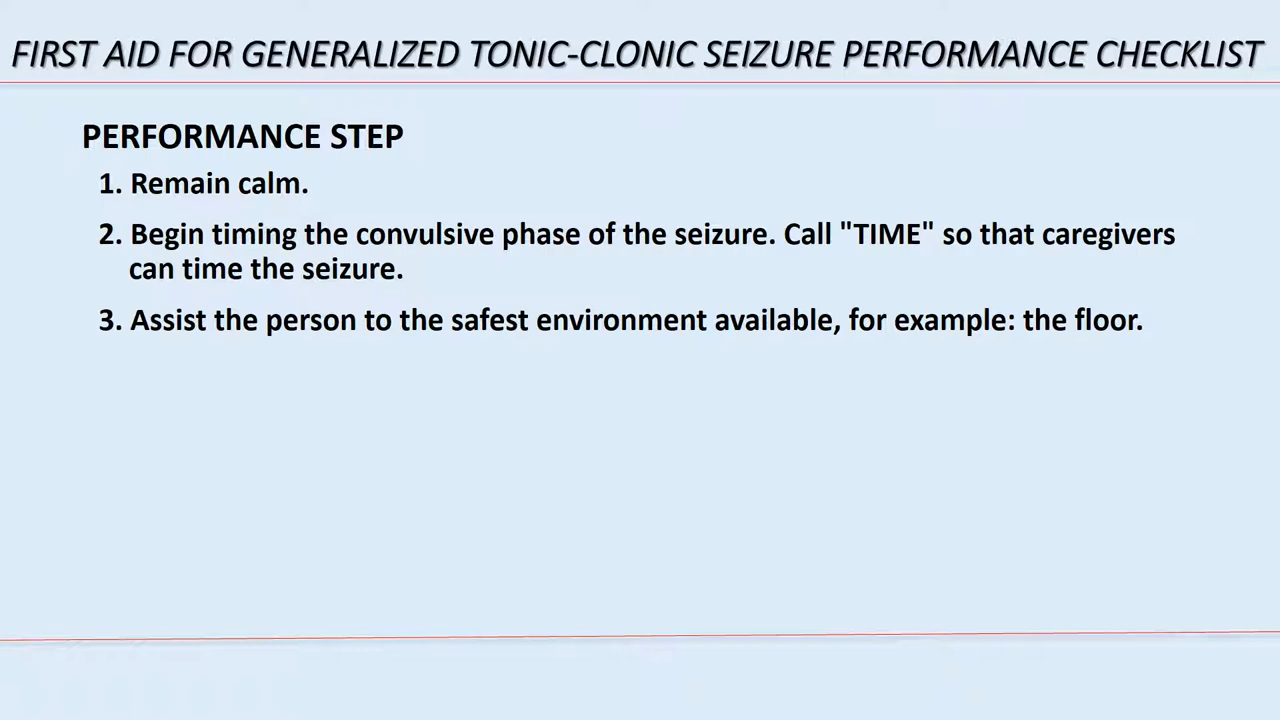 FIRST AID FOR GENERALIZED TONIC-CLONIC SEIZURE PERFORMANCE CHECKLIST
PERFORMANCE STEP
1. Remain calm.
2. Begin timing the convulsive phase of the seizure. Call "TIME" so that caregivers
can time the seizure.
3. Assist the person to the safest environment available, for example: the floor.